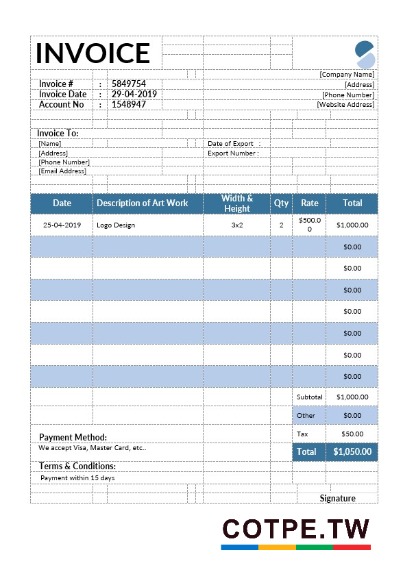 INVOICE
[Company Name]
Invoice # : 5849754 [Address]
Invoice Date : 29-04-2019 [Phone Number]
Account No : 1548947 [Website Address]
Invoice To:
[Name] Date of Export :
[Address] Export Number :
[Phone Number]
[Email Address]
Date Description of Art Work Width & Height Qty Rate Total
25-04-2019 Logo Design 3x2 2 $500.00 $1,000.00
$0.00
$0.00
$0.00
$0.00
$0.00
$0.00
$0.00
Subtotal $1,000.00
Other $0.00
Tax $50.00
Payment Method:
We accept Visa, Master Card, etc..
Total $1,050.00
Terms & Conditions:
Payment within 15 days
Signature
COTPE.TW